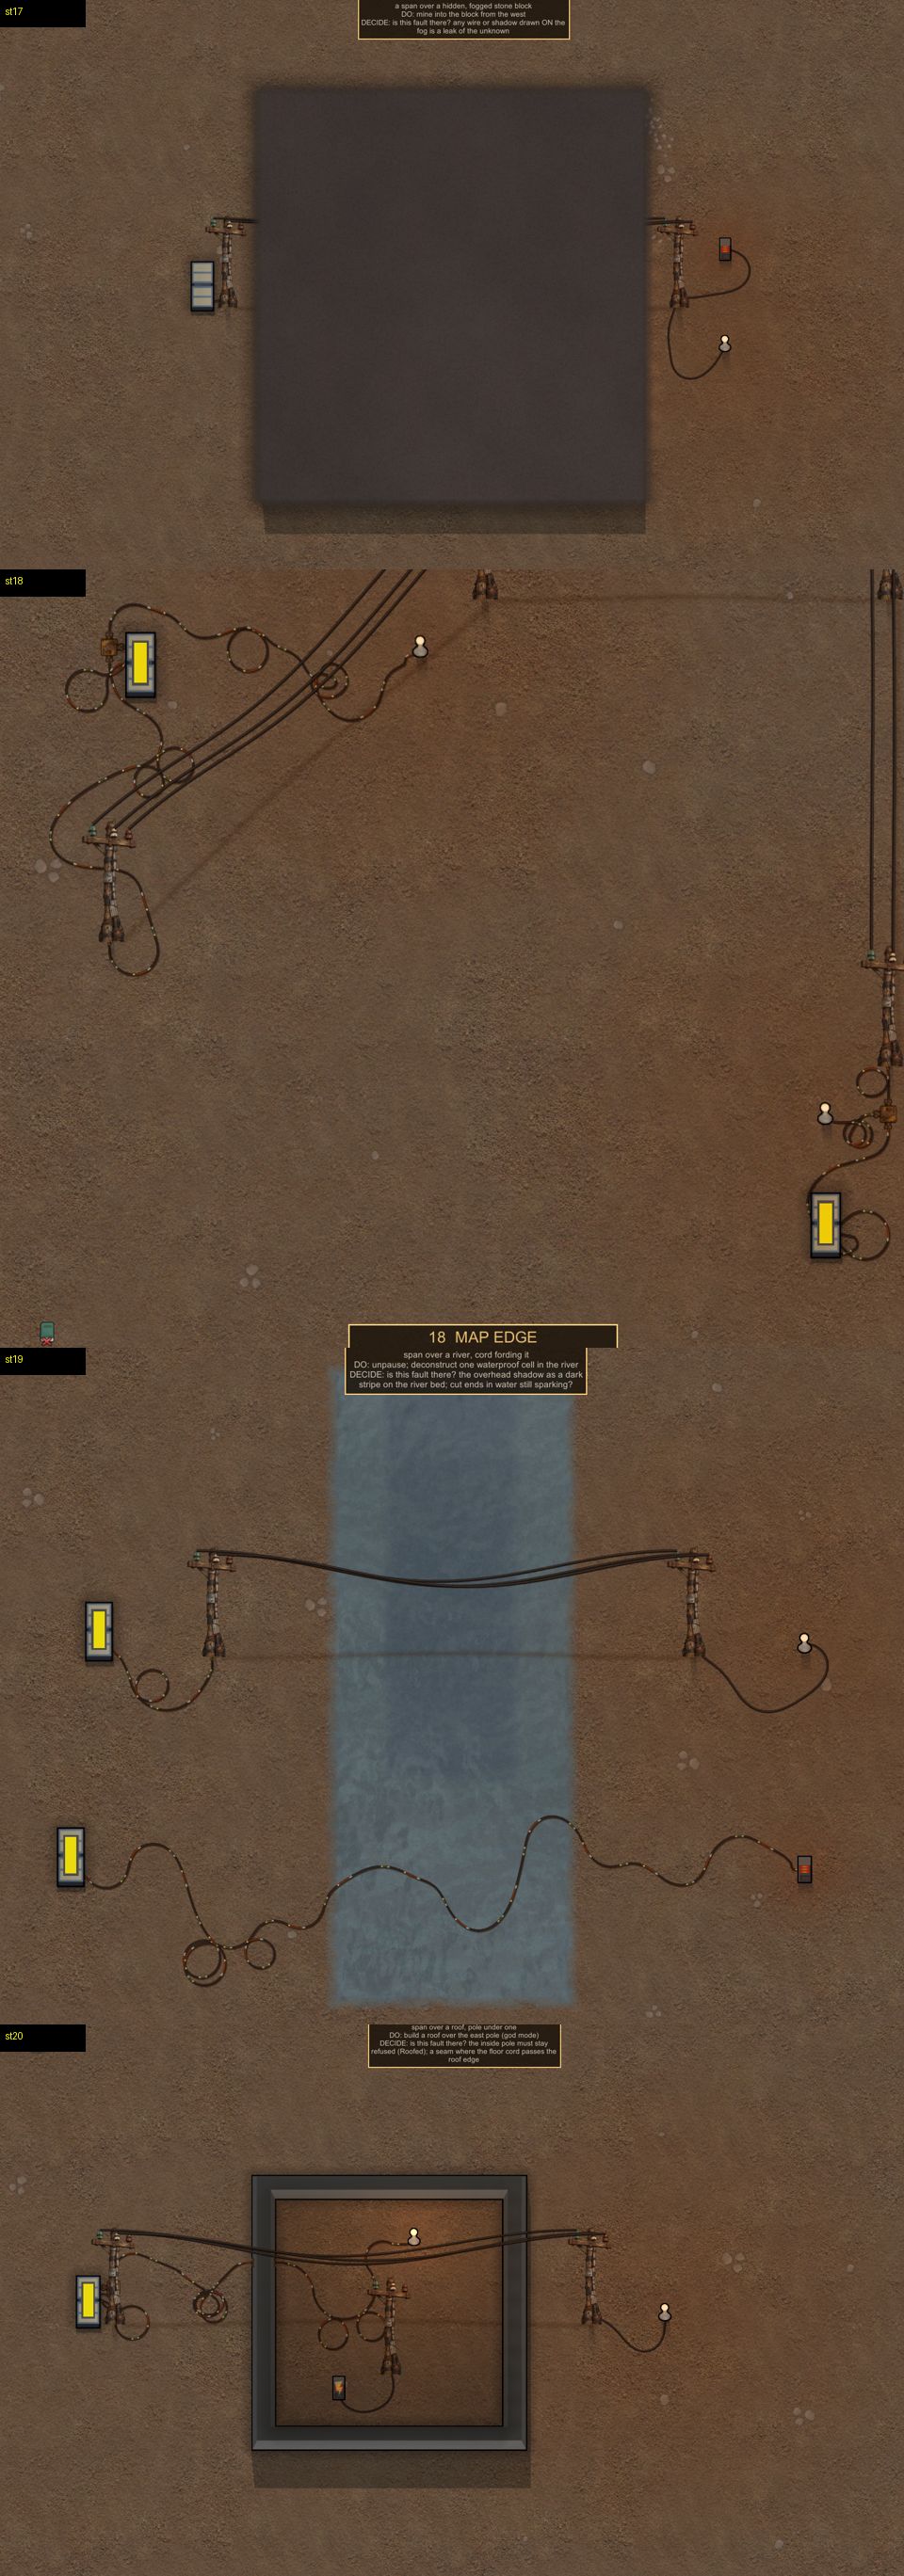 st17
a span over a hidden, fogged stone block
DO: mine into the block from the west
DECIDE: is this fault there? any wire or shadow drawn ON the
fog is a leak of the unknown
st18
18 MAP EDGE
st19
span over a river, cord fording it
DO: unpause; deconstruct one waterproof cell in the river
DECIDE: is this fault there? the overhead shadow as a dark
stripe on the river bed; cut ends in water still sparking?
st20
span over a roof, pole under one
DO: build a roof over the east pole (god mode)
DECIDE: is this fault there? the inside pole must stay
refused (Roofed); a seam where the floor cord passes the
roof edge